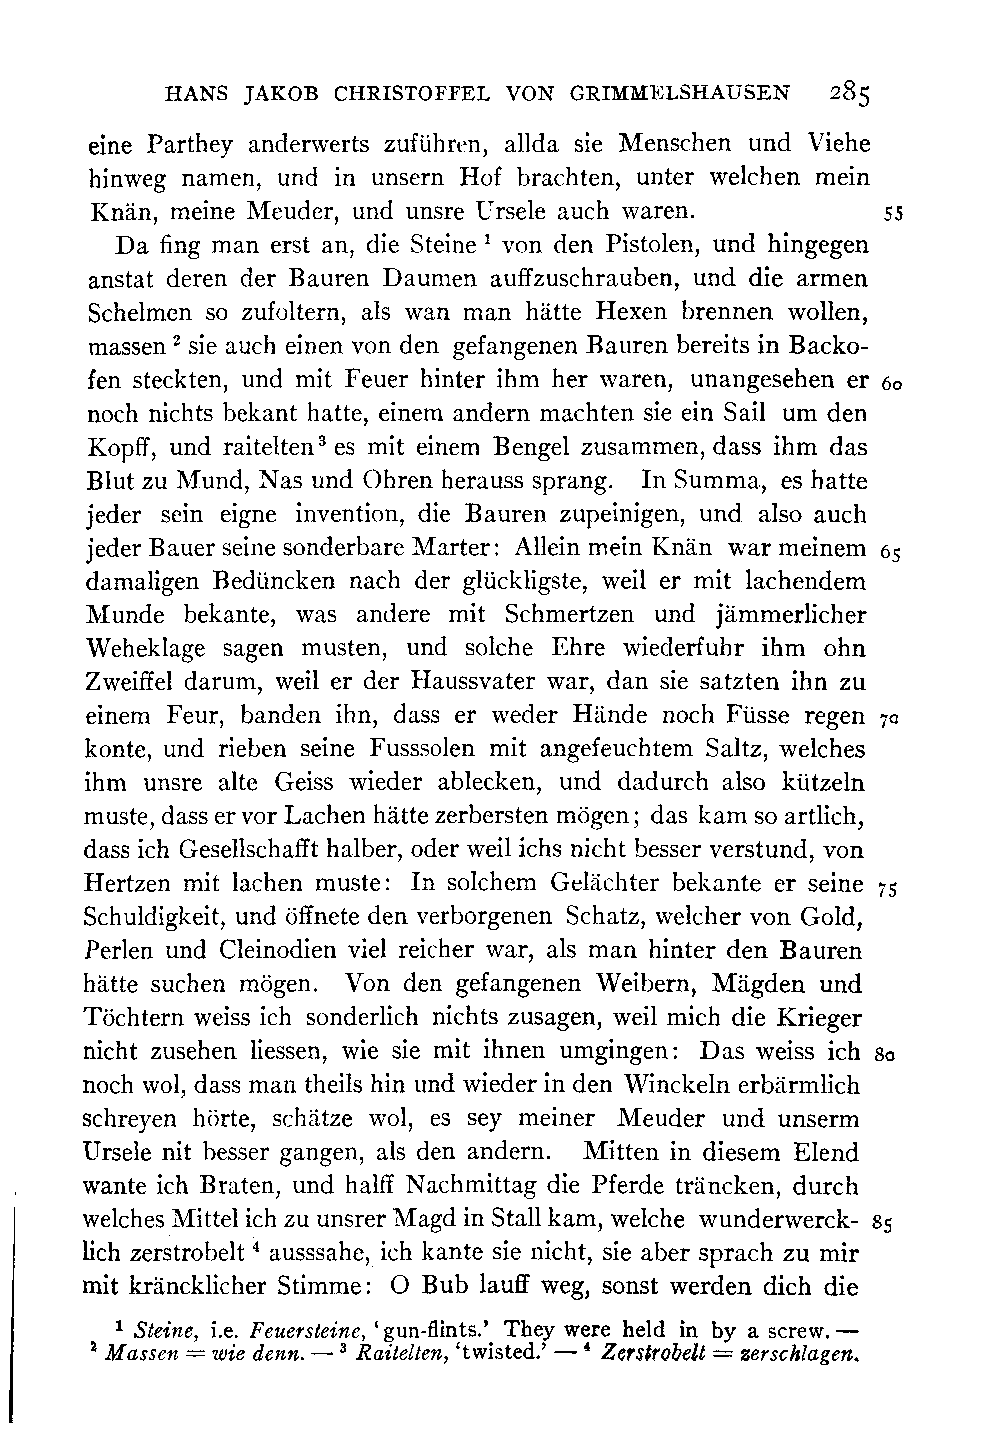 HANS JAKOB CHRISTOFFEL VON GRIMMELSHAUSEN 285
eine Parthey anderwerts zuführen, allda sie Menschen und Viehe
hinweg namen, und in unsern Hof brachten, unter welchen mein
Knän, meine Meuder, und unsre Ursele auch waren. 55
Da fing man erst an, die Steine ¹ von den Pistolen, und hingegen
anstat deren der Bauren Daumen auffzuschrauben, und die armen
Schelmen so zufoltern, als wan man hätte Hexen brennen wollen,
massen ² sie auch einen von den gefangenen Bauren bereits in Backo-
fen steckten, und mit Feuer hinter ihm her waren, unangesehen er 60
noch nichts bekant hatte, einem andern machten sie ein Sail um den
Kopff, und raitelten ³ es mit einem Bengel zusammen, dass ihm das
Blut zu Mund, Nas und Ohren herauss sprang. In Summa, es hatte
jeder sein eigne invention, die Bauren zupeinigen, und also auch
jeder Bauer seine sonderbare Marter: Allein mein Knän war meinem 65
damaligen Bedüncken nach der glückligste, weil er mit lachendem
Munde bekante, was andere mit Schmertzen und jämmerlicher
Weheklage sagen musten, und solche Ehre wiederfuhr ihm ohn
Zweiffel darum, weil er der Haussvater war, dan sie satzten ihn zu
einem Feur, banden ihn, dass er weder Hände noch Füsse regen 70
konte, und rieben seine Fusssolen mit angefeuchtem Saltz, welches
ihm unsre alte Geiss wieder ablecken, und dadurch also kützeln
muste, dass er vor Lachen hätte zerbersten mögen; das kam so artlich,
dass ich Gesellschafft halber, oder weil ichs nicht besser verstund, von
Hertzen mit lachen muste: In solchem Gelächter bekante er seine 75
Schuldigkeit, und öffnete den verborgenen Schatz, welcher von Gold,
Perlen und Cleinodien viel reicher war, als man hinter den Bauren
hätte suchen mögen. Von den gefangenen Weibern, Mägden und
Töchtern weiss ich sonderlich nichts zusagen, weil mich die Krieger
nicht zusehen liessen, wie sie mit ihnen umgingen: Das weiss ich 80
noch wol, dass man theils hin und wieder in den Winckeln erbärmlich
schreyen hörte, schätze wol, es sey meiner Meuder und unserm
Ursele nit besser gangen, als den andern. Mitten in diesem Elend
wante ich Braten, und halff Nachmittag die Pferde träncken, durch
welches Mittel ich zu unsrer Magd in Stall kam, welche wunderwerck- 85
lich zerstrobelt ⁴ ausssahe, ich kante sie nicht, sie aber sprach zu mir
mit kräncklicher Stimme: O Bub lauff weg, sonst werden dich die
¹ Steine, i.e. Feuersteine, ‘gun-flints.’ They were held in by a screw. —
² Massen = wie denn. — ³ Raitelten, ‘twisted.’ — ⁴ Zerstrobelt = zerschlagen.